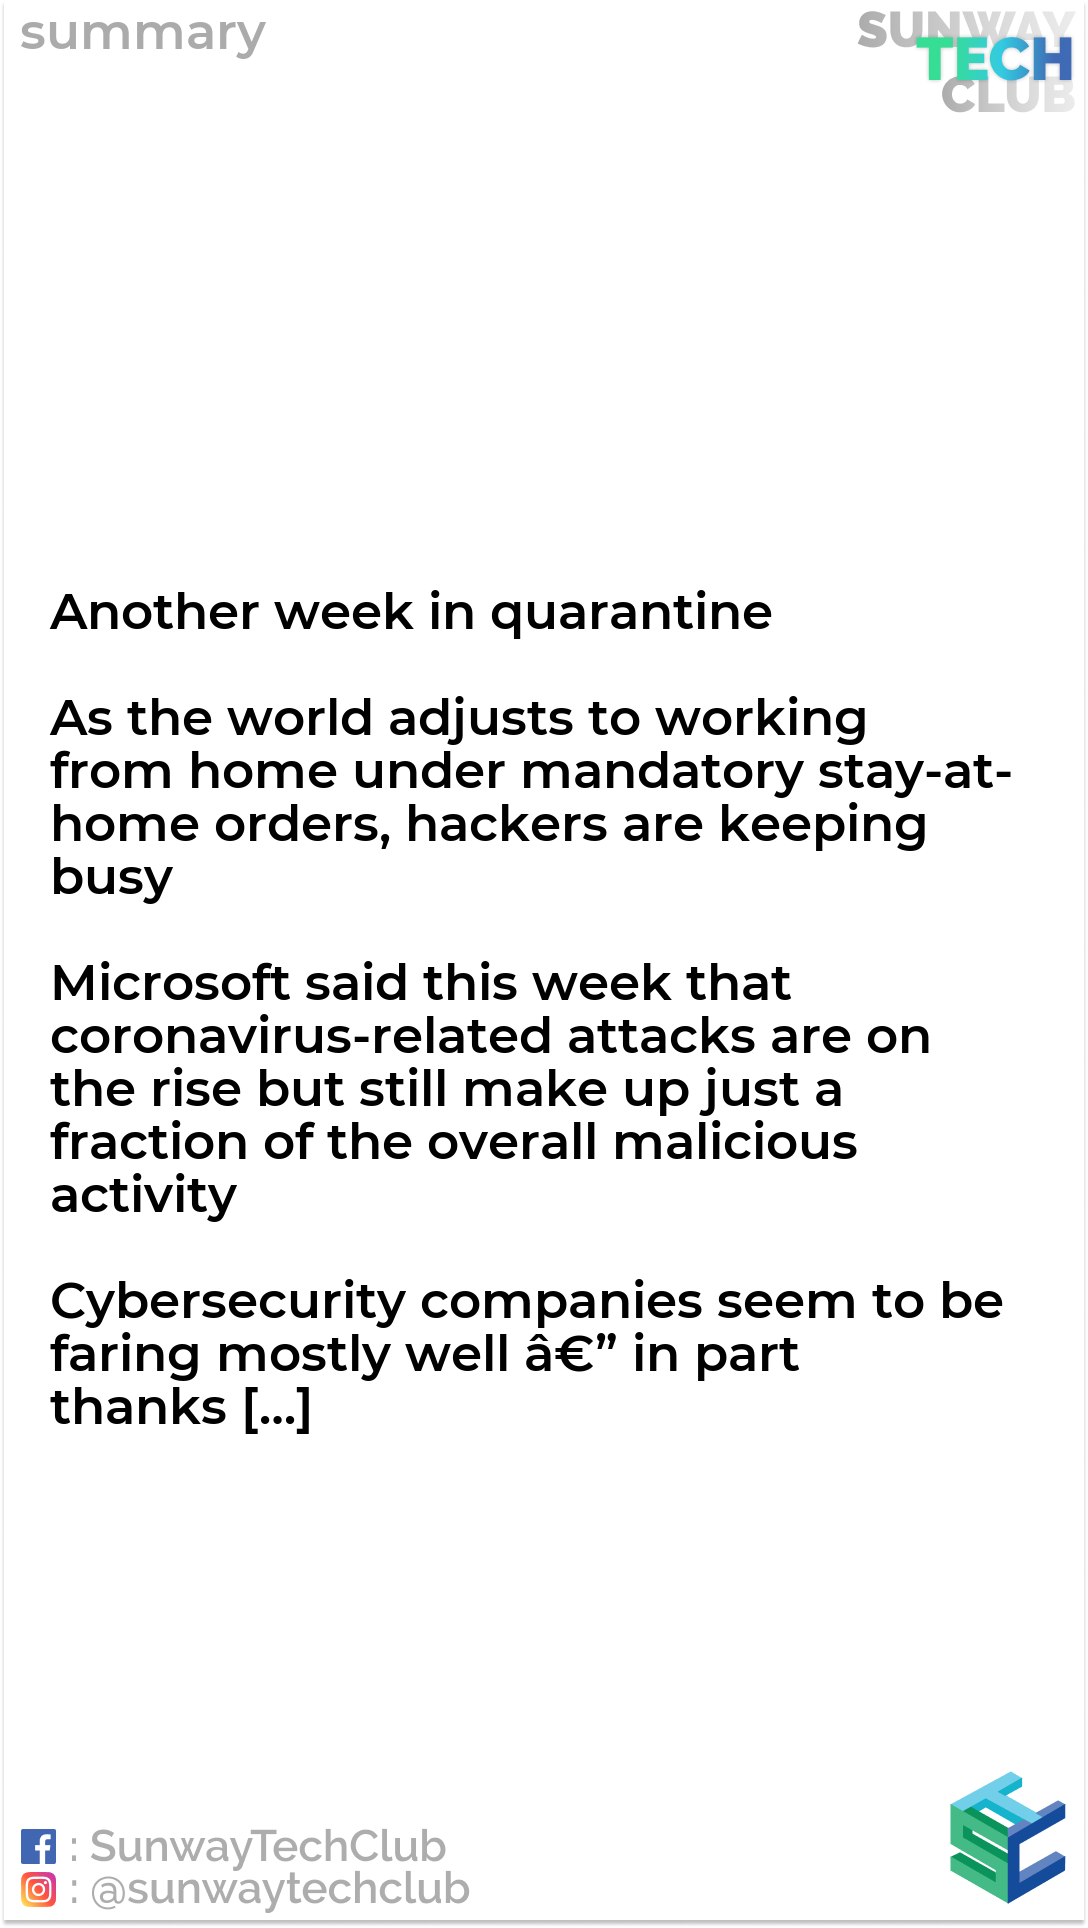 summary
SUNWAY
TECH
CLUB
Another week in quarantine
As the world adjusts to working
from home under mandatory stay-at-
home orders, hackers are keeping
busy
Microsoft said this week that
coronavirus-related attacks are on
the rise but still make up just a
fraction of the overall malicious
activity
Cybersecurity companies seem to be
faring mostly well â€” in part
thanks […]
: SunwayTechClub
: @sunwaytechclub